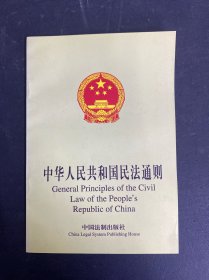 中华人民共和国民法通则
General Principles of the Civil
Law of the People's
Republic of China
中国法制出版社
China Legal System Publishing House